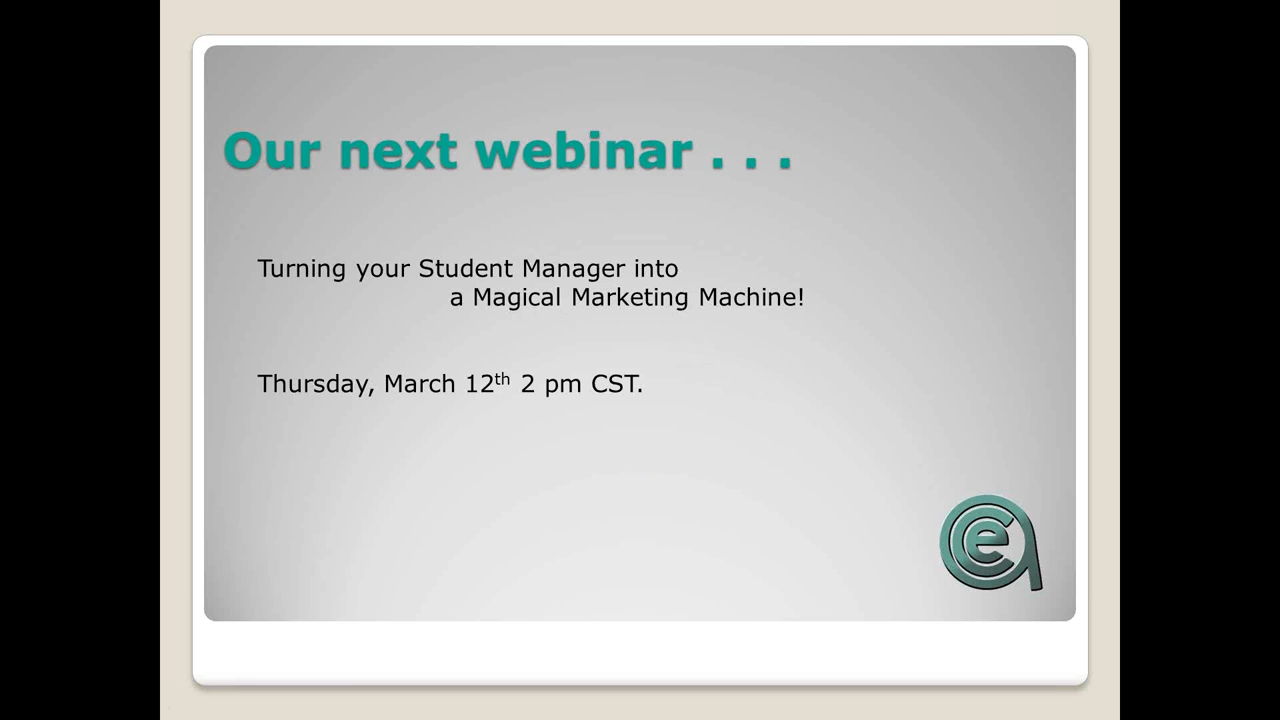 Our next webinar . . .
Turning your Student Manager into
a Magical Marketing Machine!
Thursday, March 12th 2 pm CST.